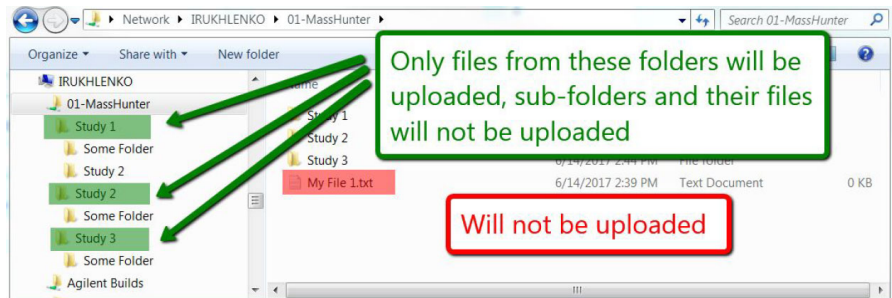 Network ▸ IRUKHLENKO ▸ 01-MassHunter ▸
Search 01-MassHunter
Organize ▾ Share with ▾ New folder
Only files from these folders will be
uploaded, sub-folders and their files
will not be uploaded
IRUKHLENKO
01-MassHunter
Study 1
Some Folder
Study 2
Study 2
Some Folder
Study 3
Some Folder
Agilent Builds
Name
Study 1
Study 2
Study 3 6/14/2017 2:44 PM File folder
My File 1.txt 6/14/2017 2:39 PM Text Document 0 KB
Will not be uploaded